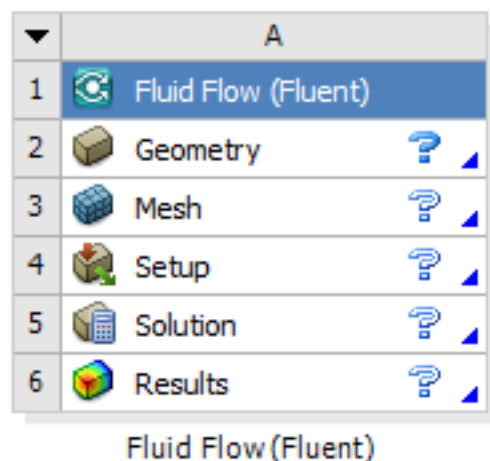 A
1 Fluid Flow (Fluent)
2 Geometry ?
3 Mesh ?
4 Setup ?
5 Solution ?
6 Results ?
Fluid Flow (Fluent)